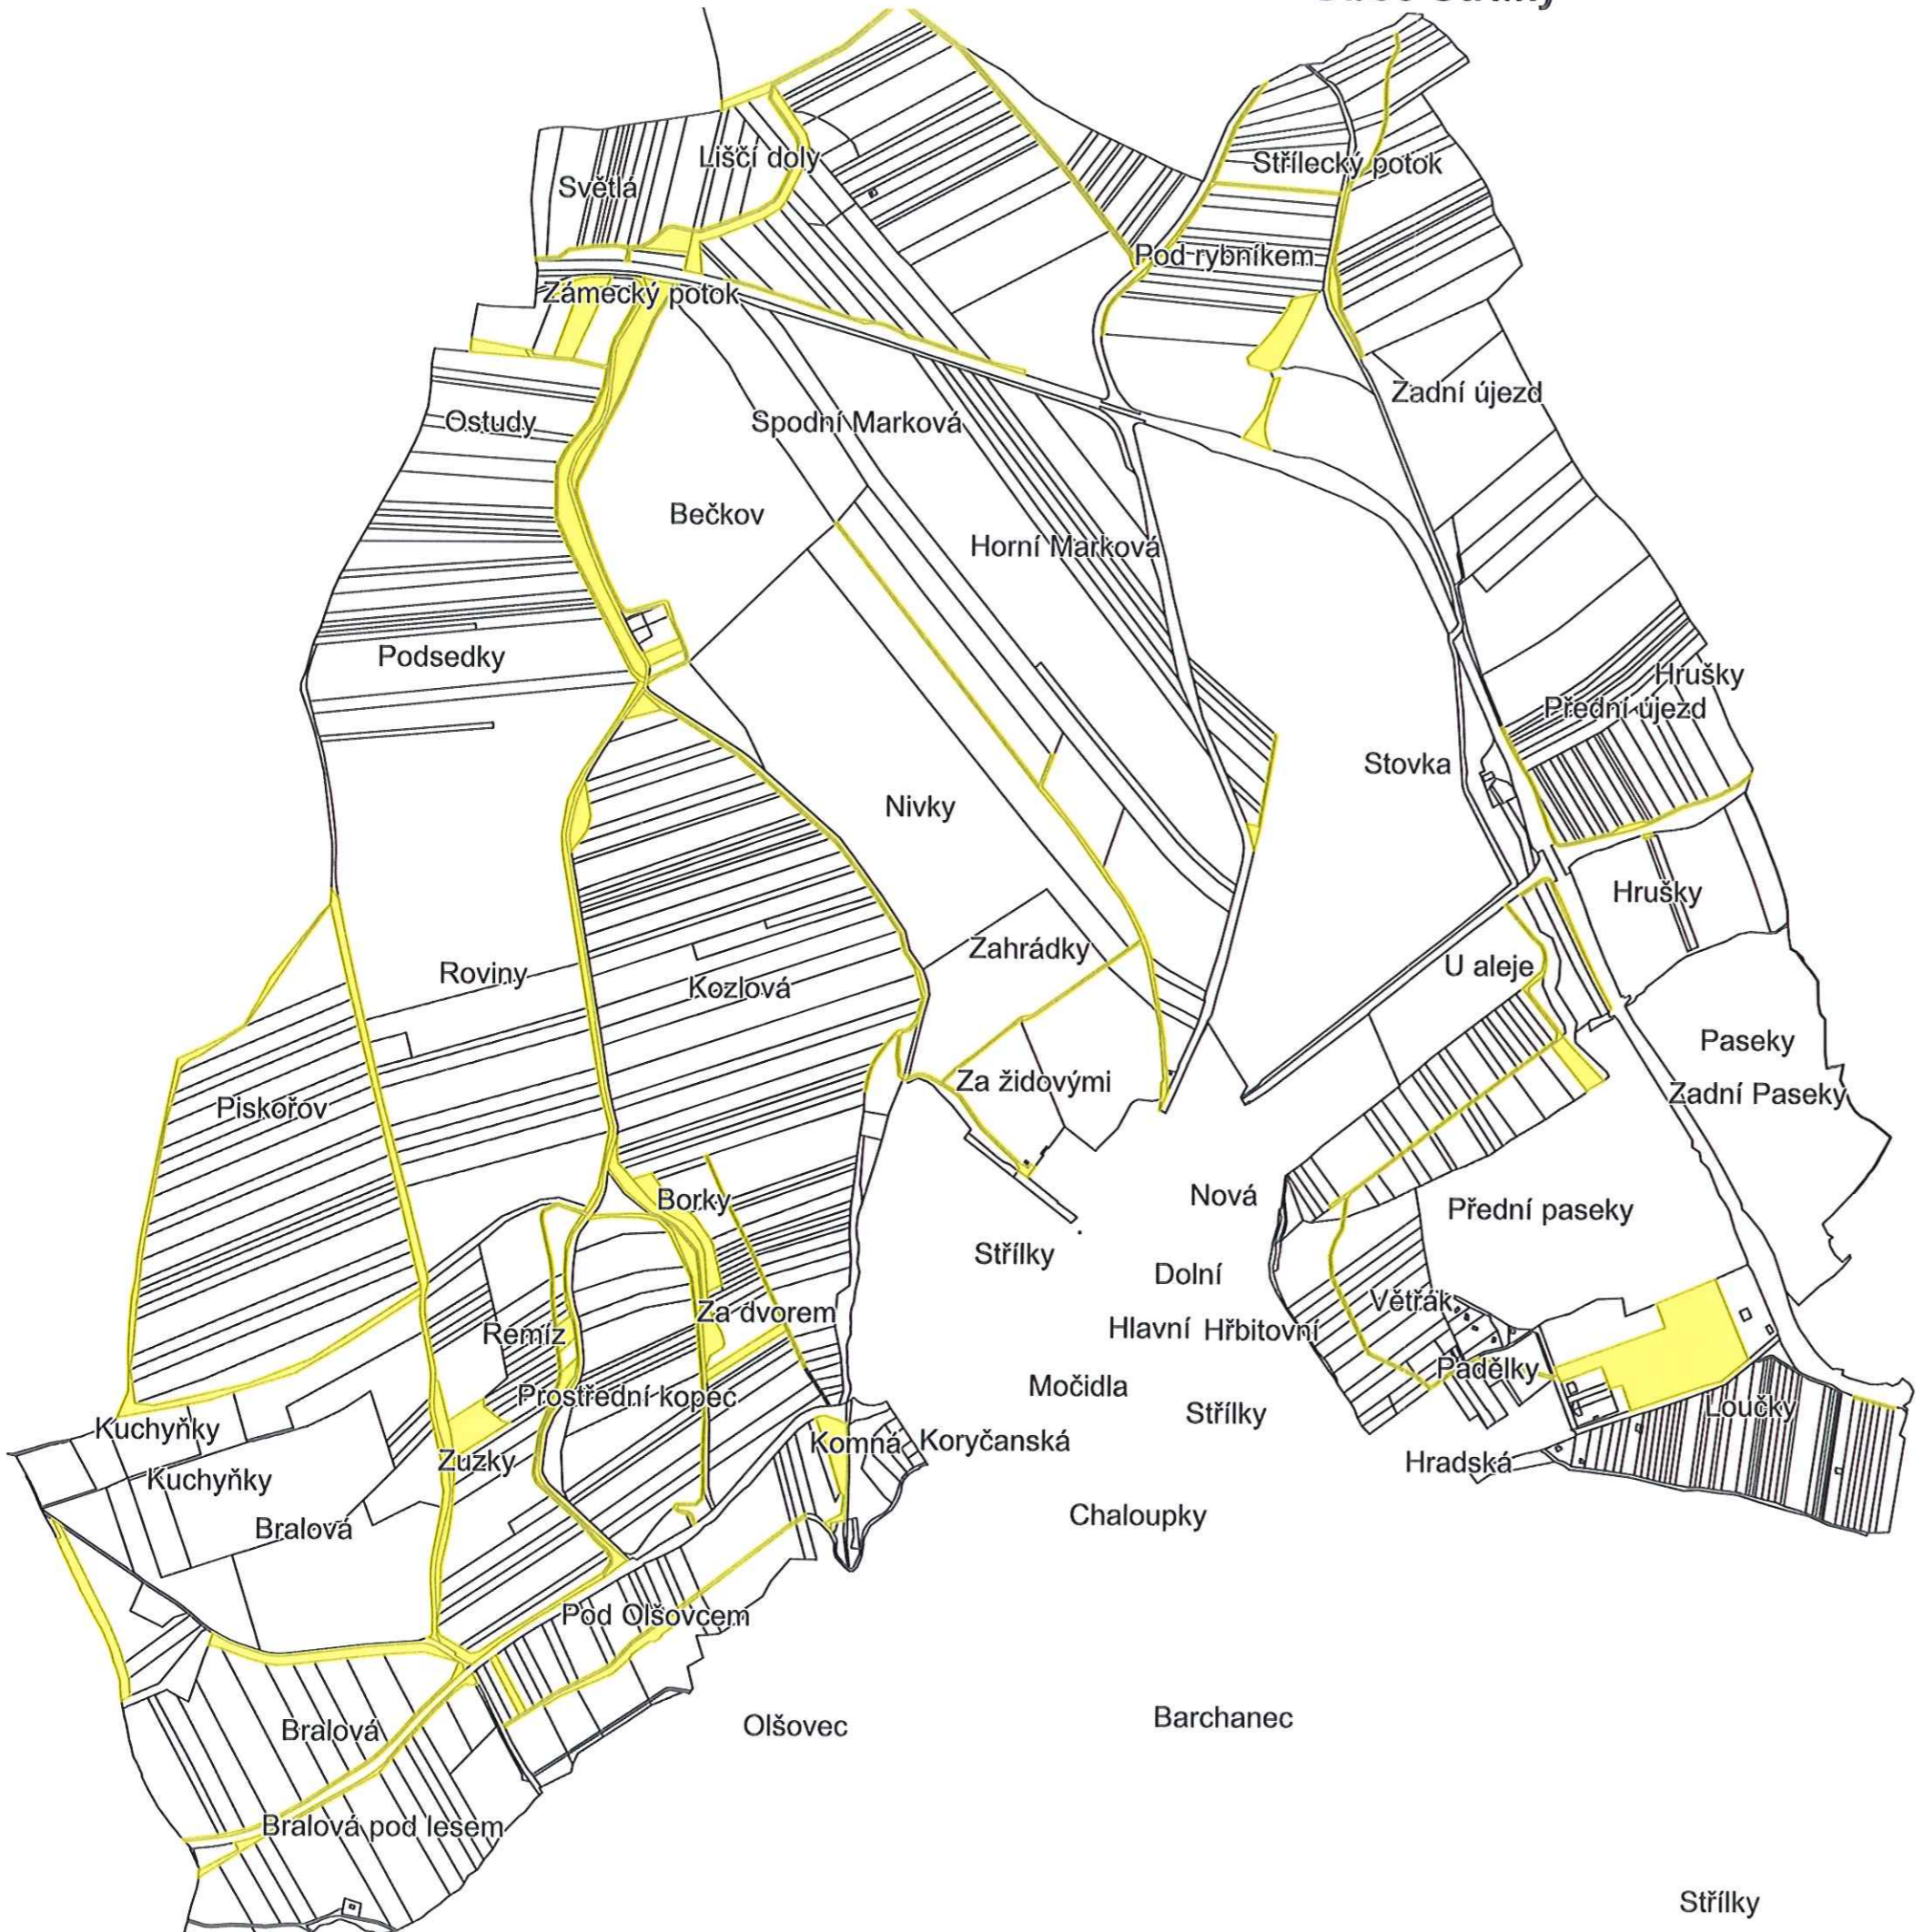 Liščí doly
Střílecký potok
Světlá
Pod rybníkem
Zámecký potok
Zadní újezd
Ostudy
Spodní Marková
Bečkov
Horní Marková
Podsedky
Hrušky
Přední újezd
Stovka
Nivky
Hrušky
Zahrádky
U aleje
Roviny
Kozlová
Paseky
Za židovými
Zadní Paseky
Piskořov
Nová
Borky
Přední paseky
Střílky
Dolní
Větřák
Za dvorem
Hlavní
Hřbitovní
Remíz
Padělky
Močidla
Prostřední kopec
Loučky
Střílky
Kuchyňky
Komná
Koryčanská
Zuzky
Hradská
Kuchyňky
Chaloupky
Bralová
Pod Olšovcem
Barchanec
Olšovec
Bralová
Bralová pod lesem
Střílky